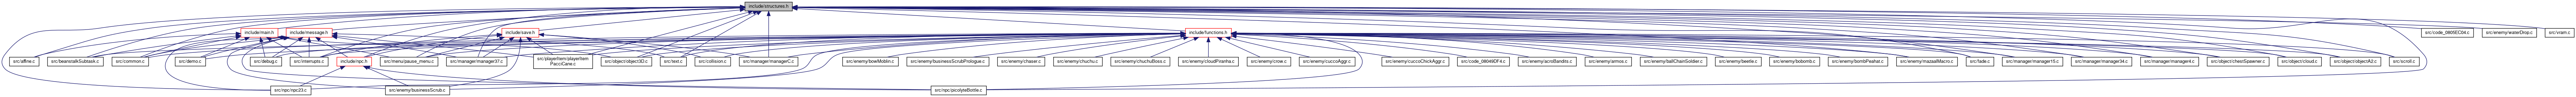 include/structures.h
include/main.h
include/message.h
include/save.h
include/functions.h
src/code_0805EC04.c
src/enemy/waterDrop.c
src/vram.c
src/affine.c
src/beanstalkSubtask.c
src/common.c
src/demo.c
src/debug.c
src/interrupts.c
include/npc.h
src/menu/pause_menu.c
src/manager/manager37.c
src/playerItem/playerItem
PacciCane.c
src/object/object3D.c
src/text.c
src/collision.c
src/manager/managerC.c
src/enemy/bowMoblin.c
src/enemy/businessScrubPrologue.c
src/enemy/chaser.c
src/enemy/chuchu.c
src/enemy/chuchuBoss.c
src/enemy/cloudPiranha.c
src/enemy/crow.c
src/enemy/cuccoAggr.c
src/enemy/cuccoChickAggr.c
src/code_08049DF4.c
src/enemy/acroBandits.c
src/enemy/armos.c
src/enemy/ballChainSoldier.c
src/enemy/beetle.c
src/enemy/bobomb.c
src/enemy/bombPeahat.c
src/enemy/mazaalMacro.c
src/fade.c
src/manager/manager15.c
src/manager/manager34.c
src/manager/manager4.c
src/object/chestSpawner.c
src/object/cloud.c
src/object/objectA2.c
src/scroll.c
src/npc/npc23.c
src/enemy/businessScrub.c
src/npc/picolyteBottle.c